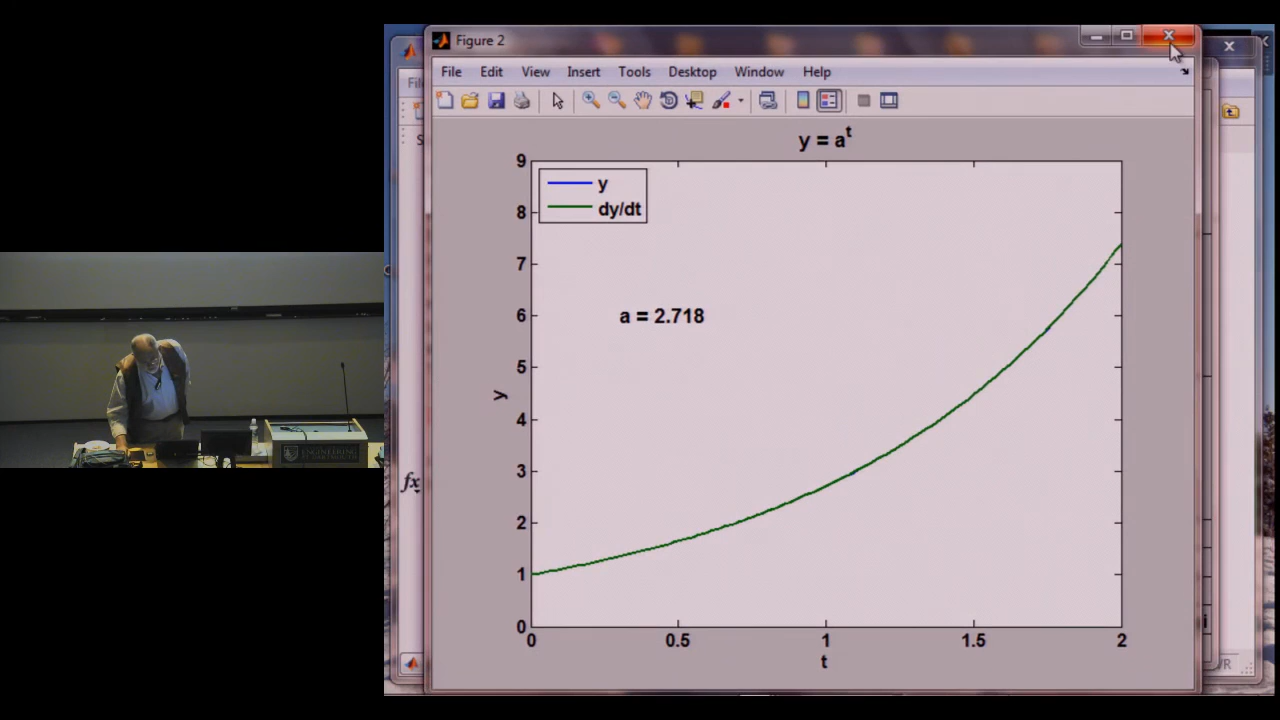 Figure 2
File Edit View Insert Tools Desktop Window Help
y = a^t
y
dy/dt
a = 2.718
9
8
7
6
5
4
3
2
1
0
y
0 0.5 1 1.5 2
t
fx
ENGINEERING